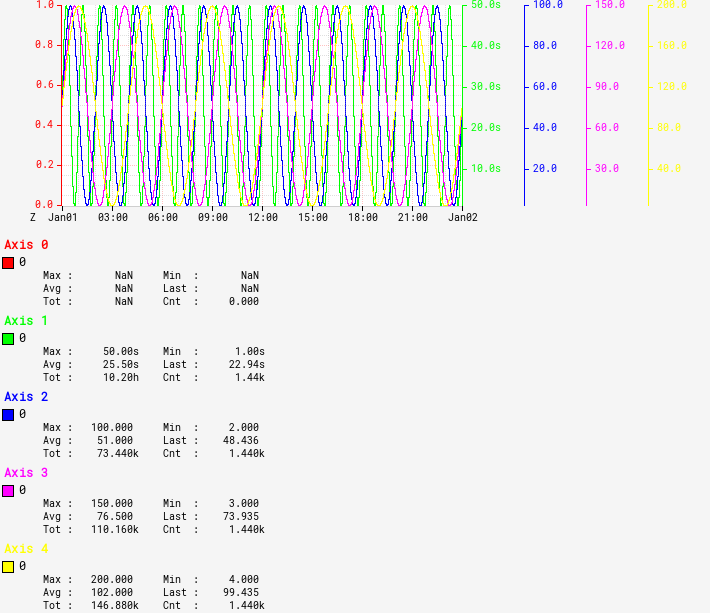 1.0 50.0s 100.0 150.0 200.0
0.8 40.0s 80.0 120.0 160.0
0.6 30.0s 60.0 90.0 120.0
0.4 20.0s 40.0 60.0 80.0
0.2 10.0s 20.0 30.0 40.0
0.0
Z Jan01 03:00 06:00 09:00 12:00 15:00 18:00 21:00 Jan02
Axis 0
0
Max : NaN Min : NaN
Avg : NaN Last : NaN
Tot : NaN Cnt : 0.000
Axis 1
0
Max : 50.00s Min : 1.00s
Avg : 25.50s Last : 22.94s
Tot : 10.20h Cnt : 1.44k
Axis 2
0
Max : 100.000 Min : 2.000
Avg : 51.000 Last : 48.436
Tot : 73.440k Cnt : 1.440k
Axis 3
0
Max : 150.000 Min : 3.000
Avg : 76.500 Last : 73.935
Tot : 110.160k Cnt : 1.440k
Axis 4
0
Max : 200.000 Min : 4.000
Avg : 102.000 Last : 99.435
Tot : 146.880k Cnt : 1.440k